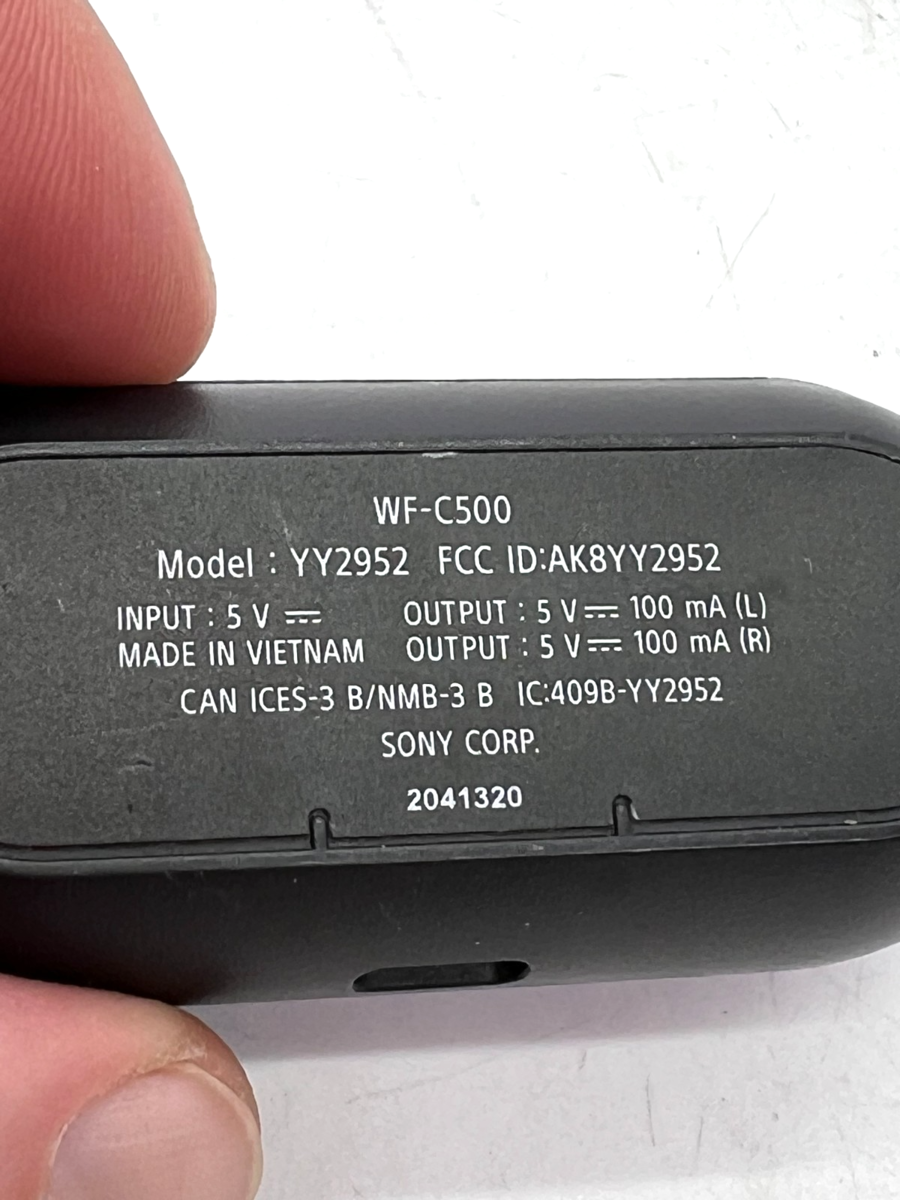 WF-C500
Model : YY2952 FCC ID:AK8YY2952
INPUT : 5 V ⎓ OUTPUT : 5 V ⎓ 100 mA (L)
MADE IN VIETNAM OUTPUT : 5 V ⎓ 100 mA (R)
CAN ICES-3 B/NMB-3 B IC:409B-YY2952
SONY CORP.
2041320